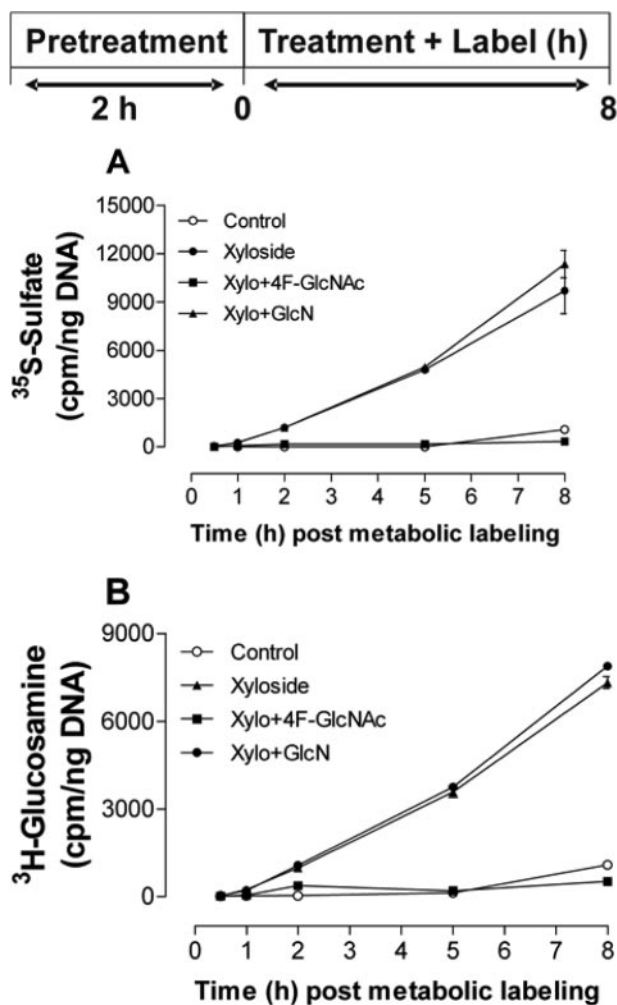 Pretreatment Treatment + Label (h)
2 h 0 8
A
15000
12000
9000
6000
3000
0
³⁵S-Sulfate
(cpm/ng DNA)
Control
Xyloside
Xylo+4F-GlcNAc
Xylo+GlcN
0 1 2 3 4 5 6 7 8
Time (h) post metabolic labeling
B
9000
6000
3000
0
³H-Glucosamine
(cpm/ng DNA)
Control
Xyloside
Xylo+4F-GlcNAc
Xylo+GlcN
0 1 2 3 4 5 6 7 8
Time (h) post metabolic labeling